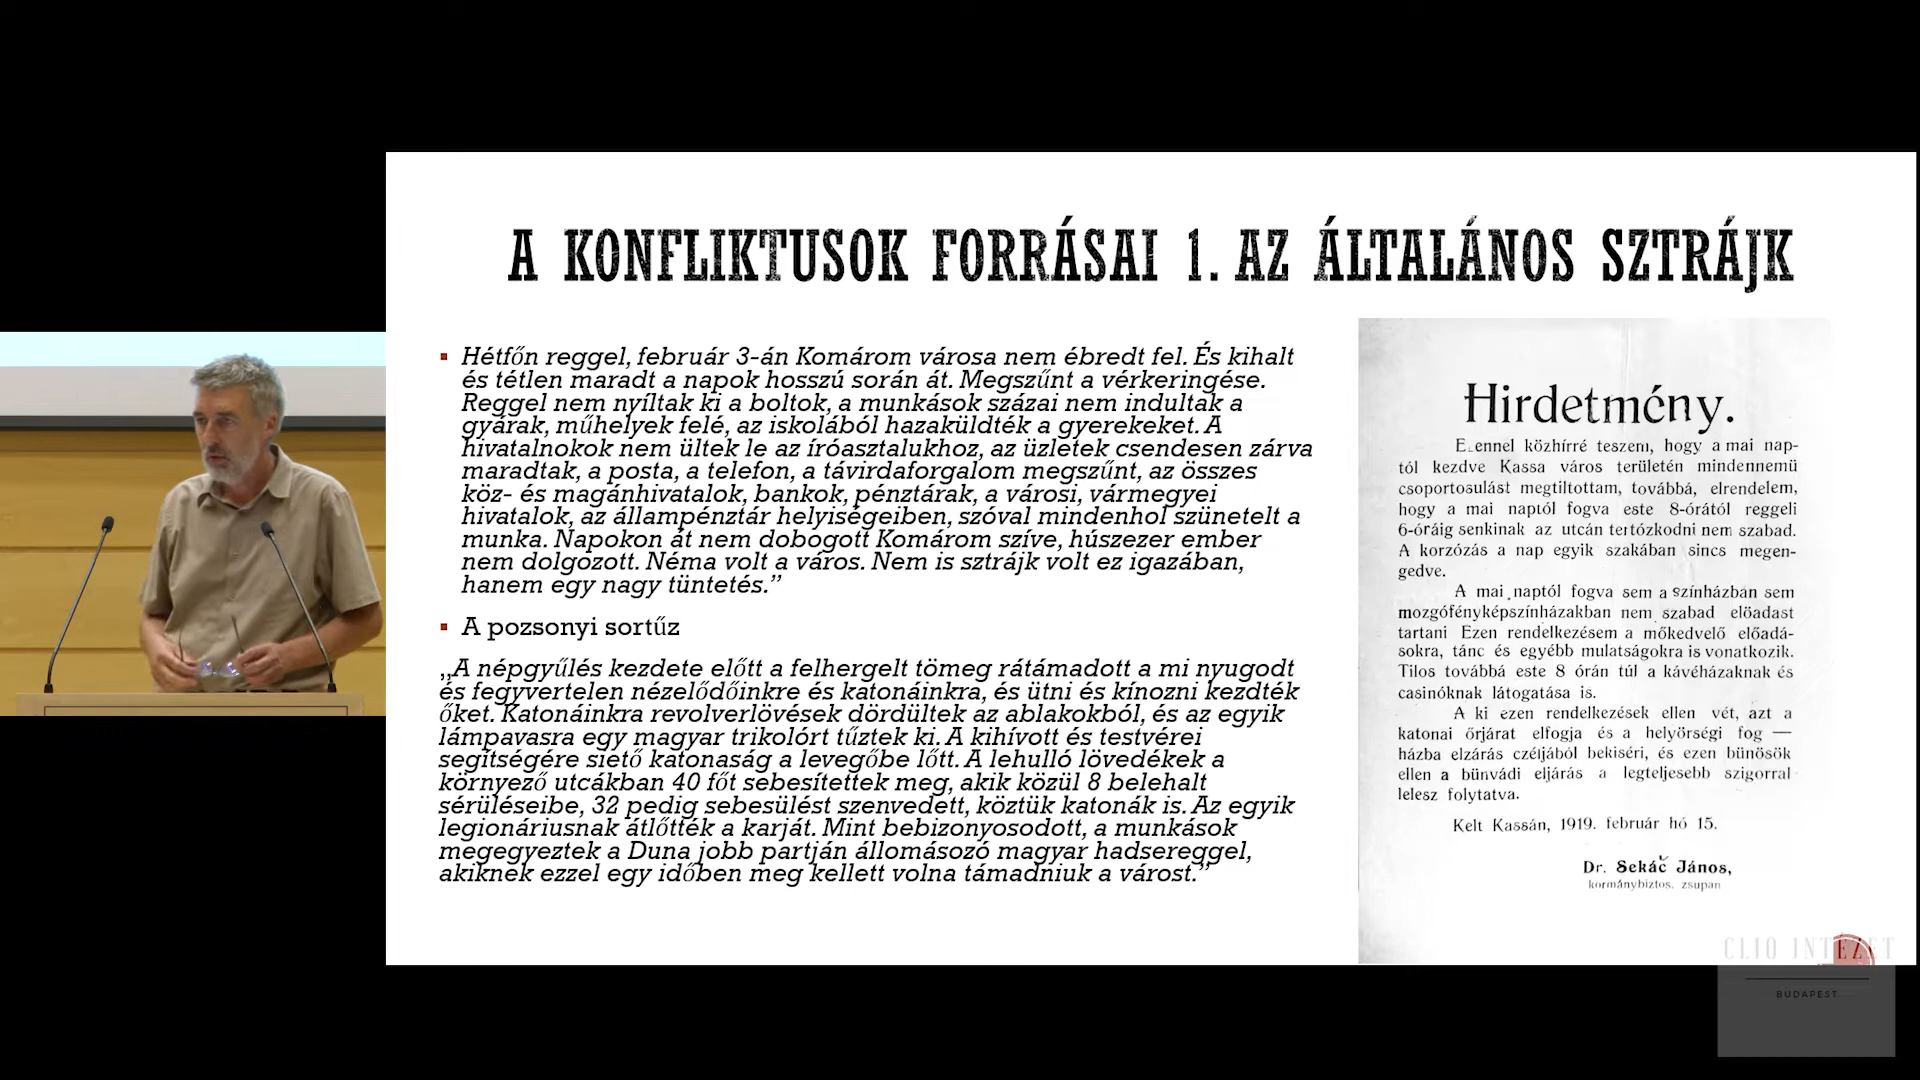 A KONFLIKTUSOK FORRÁSAI 1. AZ ÁLTALÁNOS SZTRÁJK
▪ Hétfőn reggel, február 3-án Komárom városa nem ébredt fel. És kihalt
és tétlen maradt a napok hosszú során át. Megszűnt a vérkeringése.
Reggel nem nyíltak ki a boltok, a munkások százai nem indultak a
gyárak, műhelyek felé, az iskolából hazaküldték a gyerekeket. A
hivatalnokok nem ültek le az íróasztalukhoz, az üzletek csendesen zárva
maradtak, a posta, a telefon, a távirdaforgalom megszűnt, az összes
köz- és magánhivatalok, bankok, pénztárak, a városi, vármegyei
hivatalok, az állampénztár helyiségeiben, szóval mindenhol szünetelt a
munka. Napokon át nem dobogott Komárom szíve, húszezer ember
nem dolgozott. Néma volt a város. Nem is sztrájk volt ez igazában,
hanem egy nagy tüntetés.”
▪ A pozsonyi sortűz
„A népgyűlés kezdete előtt a felhergelt tömeg rátámadott a mi nyugodt
és fegyvertelen nézelődőinkre és katonáinkra, és ütni és kínozni kezdték
őket. Katonáinkra revolverlövések dördültek az ablakokból, és az egyik
lámpavasra egy magyar trikolórt tűztek ki. A kihívott és testvérei
segítségére siető katonaság a levegőbe lőtt. A lehulló lövedékek a
környező utcákban 40 főt sebesítettek meg, akik közül 8 belehalt
sérüléseibe, 32 pedig sebesülést szenvedett, köztük katonák is. Az egyik
legionáriusnak átlőtték a karját. Mint bebizonyosodott, a munkások
megegyeztek a Duna jobb partján állomásozó magyar hadsereggel,
akiknek ezzel egy időben meg kellett volna támadniuk a várost.”
Hirdetmény.
Ezennel közhírré teszem, hogy a mai nap-
tól kezdve Kassa város területén mindennemü
csoportosulást megtiltottam, továbbá, elrendelem,
hogy a mai naptól fogva este 8-órától reggeli
6-óráig senkinak az utcán tertózkodni nem szabad.
A korzózás a nap egyik szakában sincs megen-
gedve.
A mai naptól fogva sem a színházban sem
mozgófényképszínházakban nem szabad elöadast
tartani Ezen rendelkezésem a mőkedvelő előadá-
sokra, tánc és egyébb mulatságokra is vonatkozik.
Tilos továbbá este 8 órán túl a kávéházaknak és
casinóknak látogatása is.
A ki ezen rendelkezések ellen vét, azt a
katonai őrjárat elfogja és a helyörségi fog —
házba elzárás czéljából bekiséri, és ezen bünösök
ellen a bünvádi eljárás a legteljesebb szigorral
lelesz folytatva.
Kelt Kassán, 1919. február hó 15.
Dr. Sekáč János,
kormánybiztos. zsupan
CLIO INTÉZET
BUDAPEST